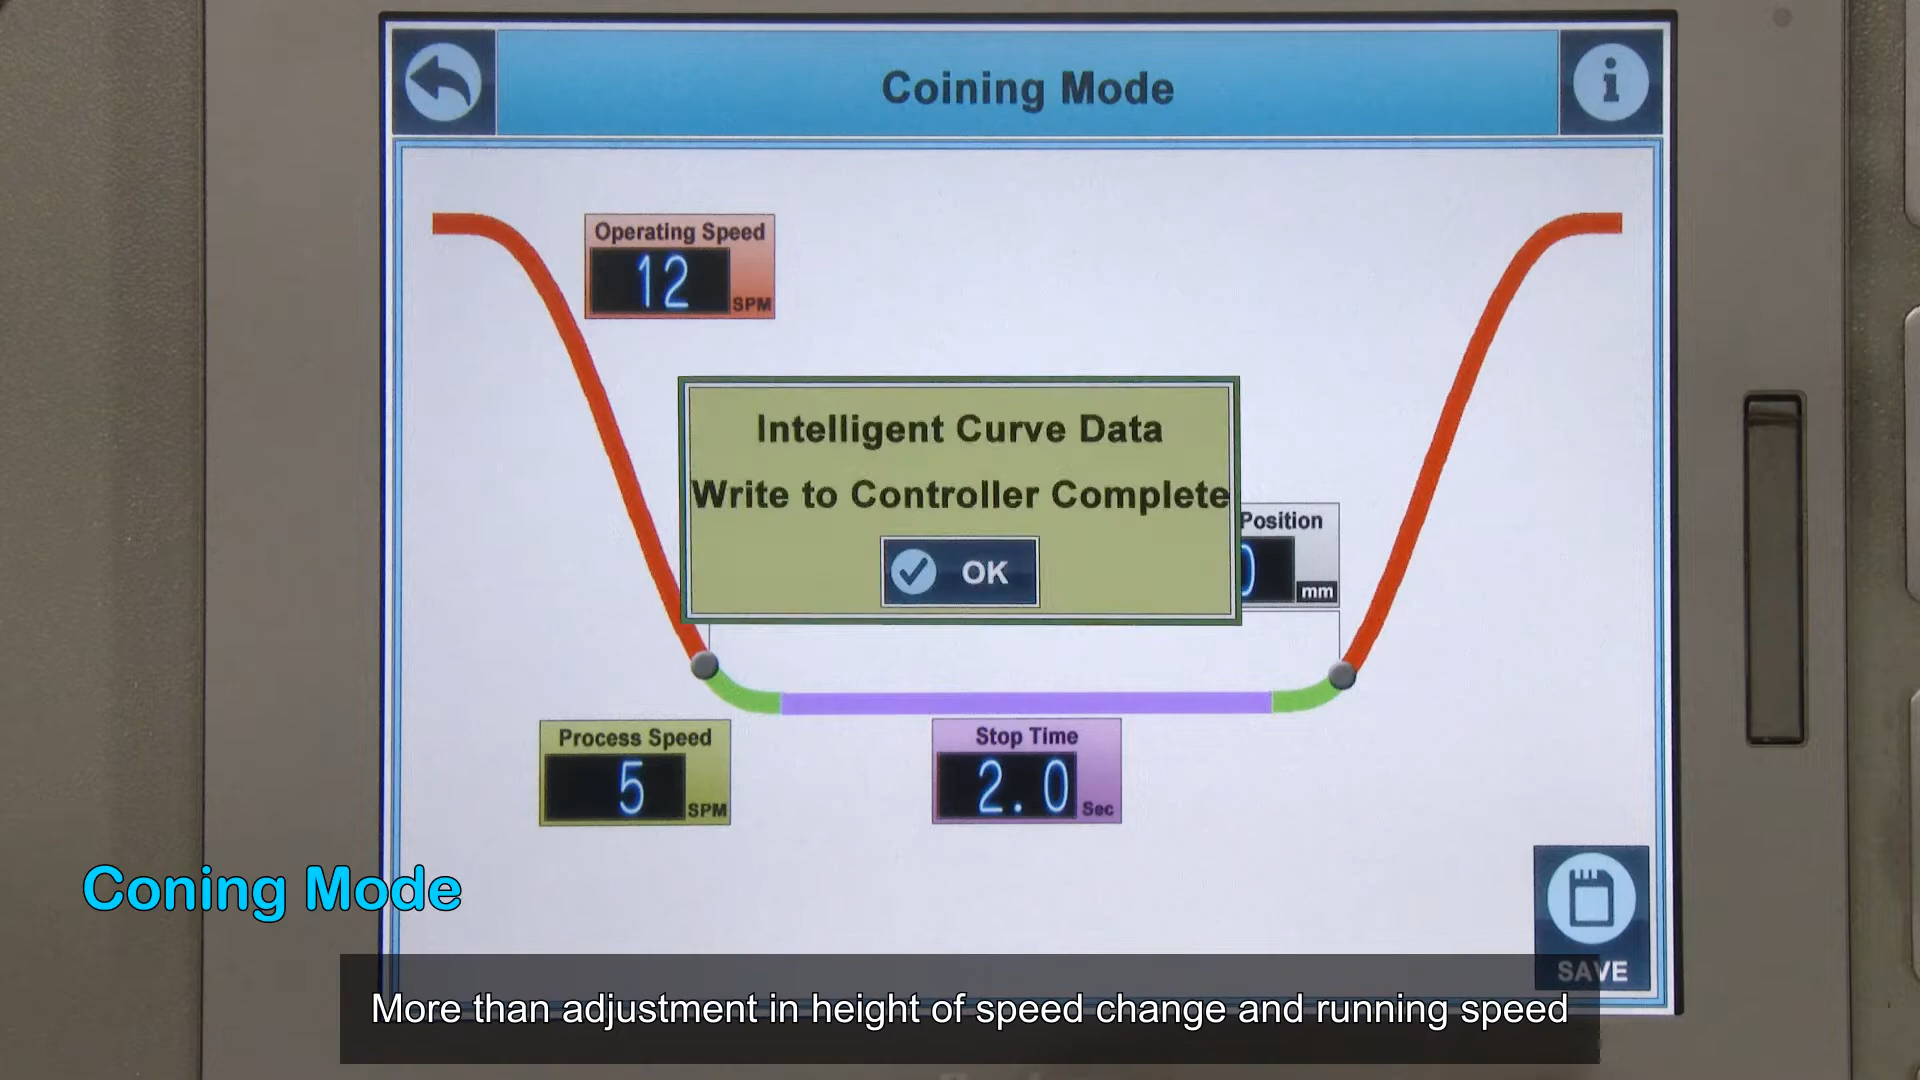 Coining Mode
Operating Speed
12
SPM
Intelligent Curve Data
Write to Controller Complete
OK
Position
0
mm
Process Speed
5
SPM
Stop Time
2.0
Sec
SAVE
Coning Mode
More than adjustment in height of speed change and running speed